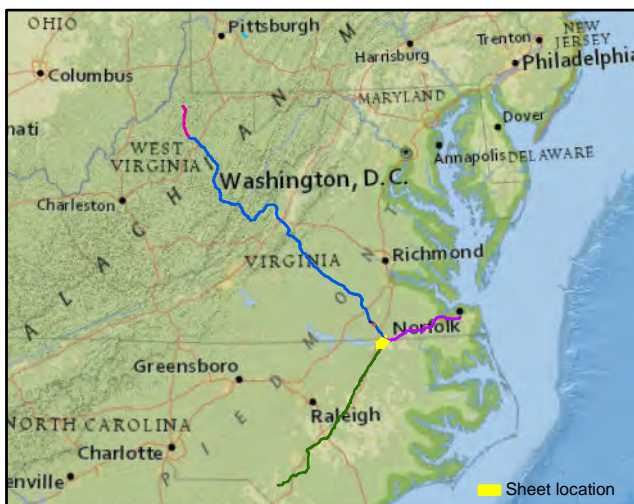 OHIO
Pittsburgh
Harrisburg
Trenton
NEW
JERSEY
Philadelphia
Columbus
MARYLAND
nati
Dover
WEST
VIRGINIA
Annapolis
DELAWARE
Washington, D.C.
Charleston
VIRGINIA
Richmond
Norfolk
A P P A L A C H I A N M
P I E D M O N T
Greensboro
Raleigh
NORTH CAROLINA
Charlotte
enville
Sheet location